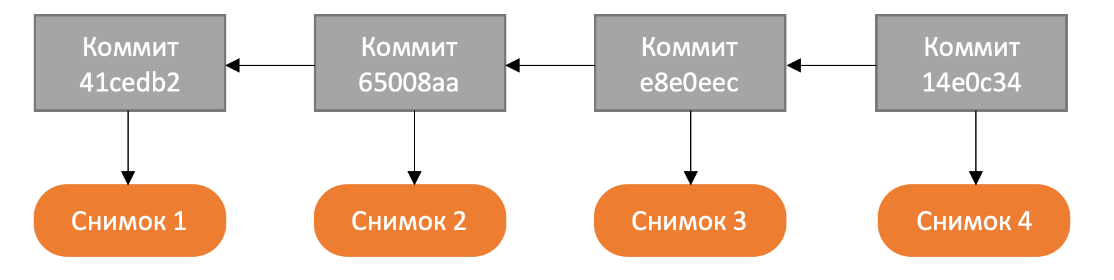 Коммит
41cedb2
Коммит
65008aa
Коммит
e8e0eec
Коммит
14e0c34
Снимок 1
Снимок 2
Снимок 3
Снимок 4